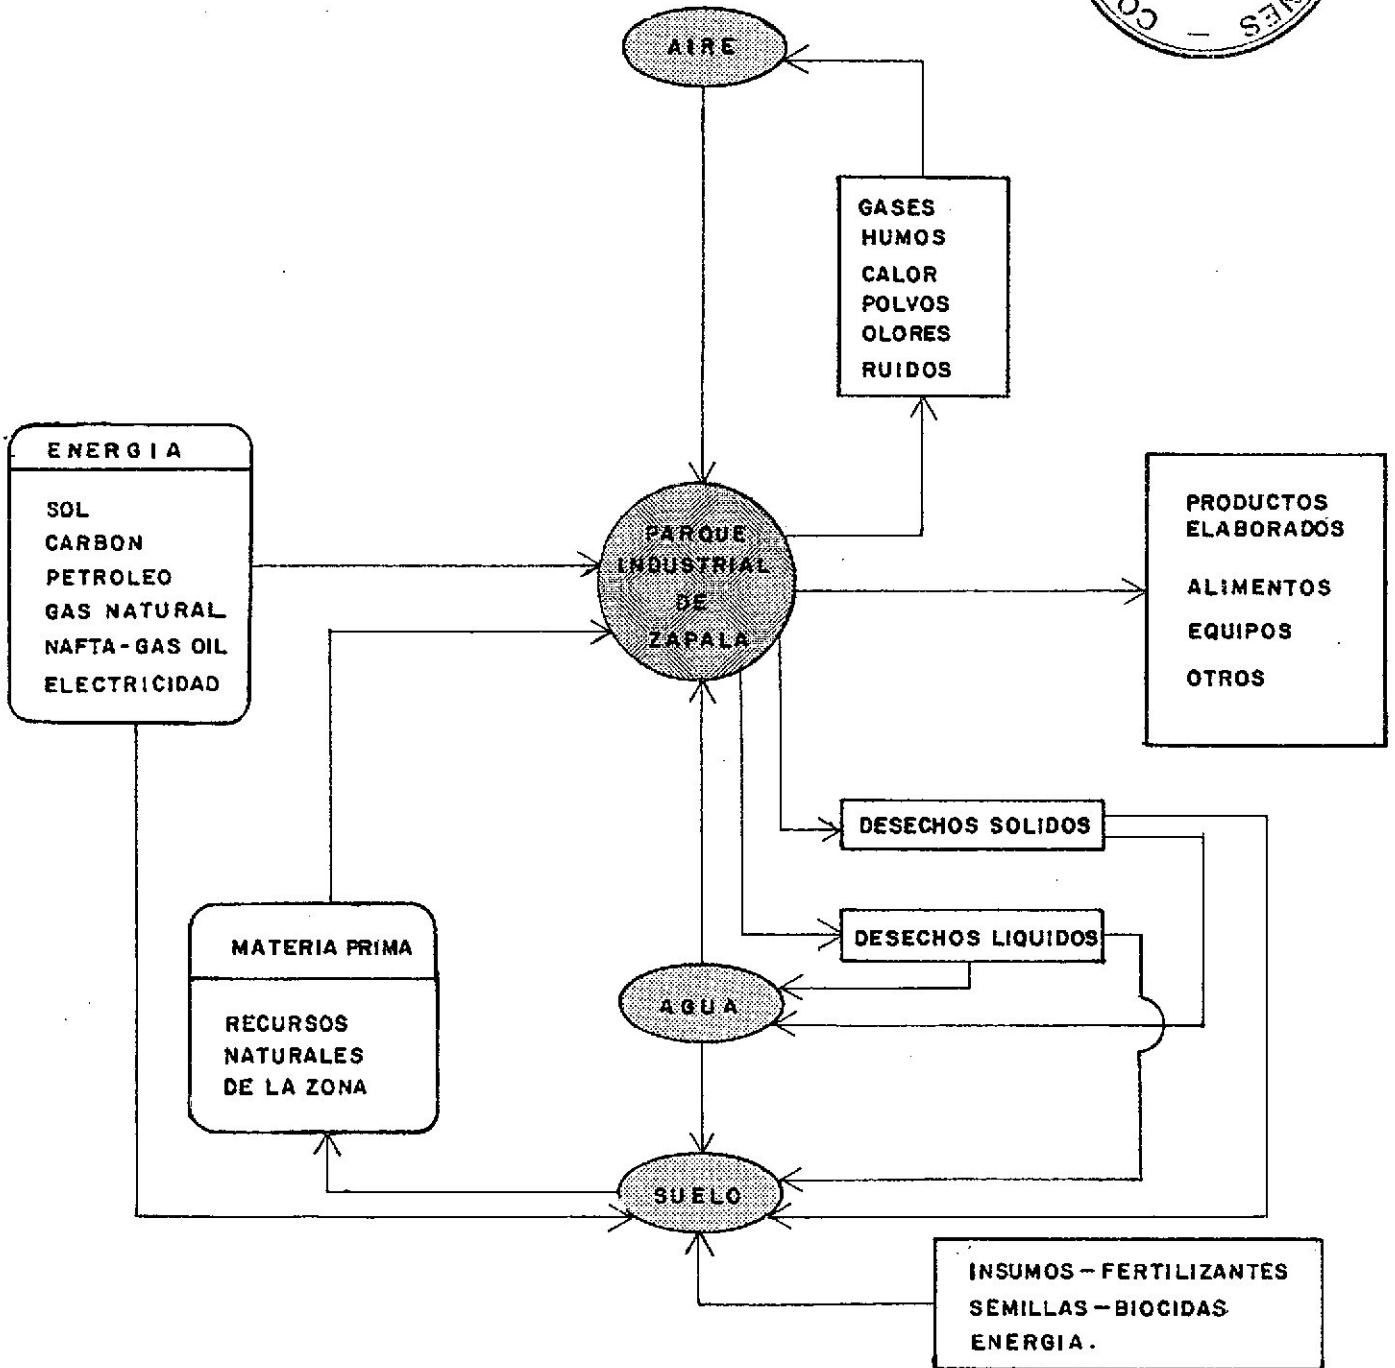 CO
NES
AIRE
GASES
HUMOS
CALOR
POLVOS
OLORES
RUIDOS
ENERGIA
SOL
CARBON
PETROLEO
GAS NATURAL
NAFTA-GAS OIL
ELECTRICIDAD
PARQUE
INDUSTRIAL
DE
ZAPALA
PRODUCTOS
ELABORADOS
ALIMENTOS
EQUIPOS
OTROS
DESECHOS SOLIDOS
DESECHOS LIQUIDOS
MATERIA PRIMA
RECURSOS
NATURALES
DE LA ZONA
AGUA
SUELO
INSUMOS-FERTILIZANTES
SEMILLAS-BIOCIDAS
ENERGIA.